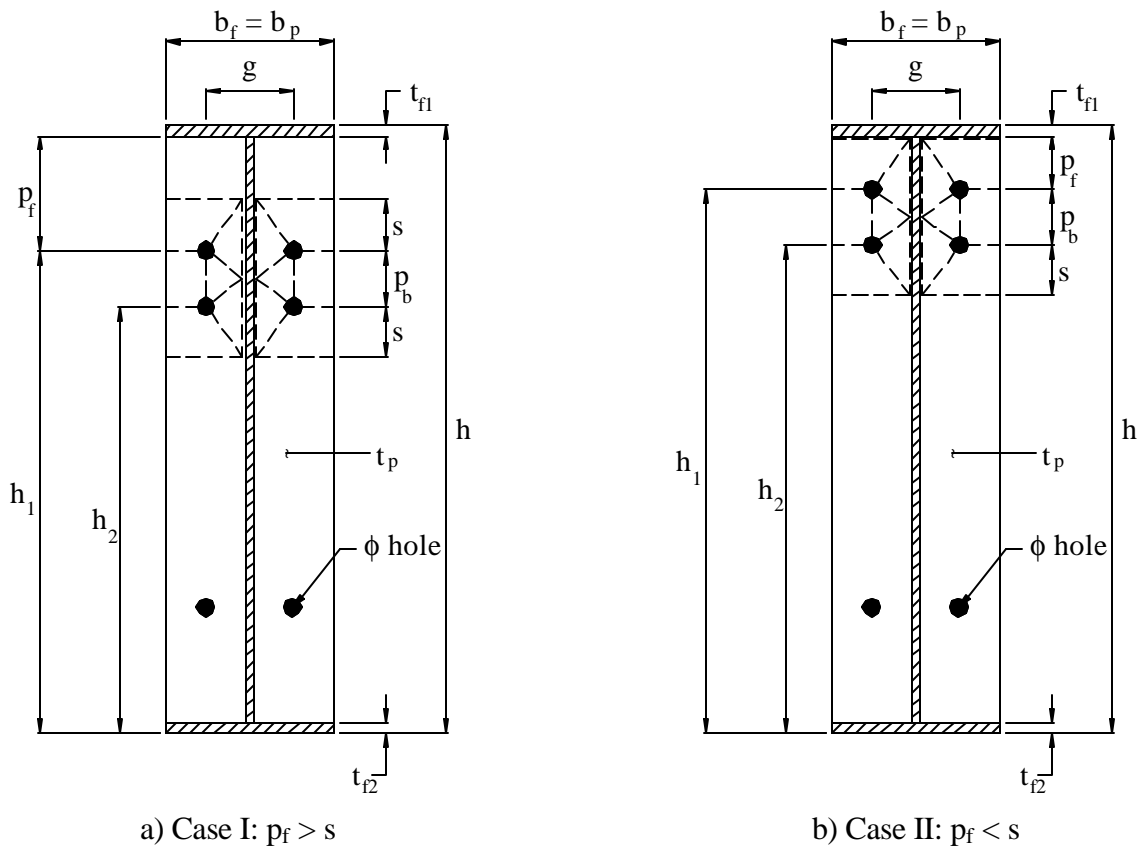 b_f = b_p
g
t_f1
p_f
s
p_b
s
h
h_1
h_2
t_p
ϕ hole
t_f2
a) Case I: p_f > s
b_f = b_p
g
t_f1
p_f
p_b
s
h
h_1
h_2
t_p
ϕ hole
t_f2
b) Case II: p_f < s